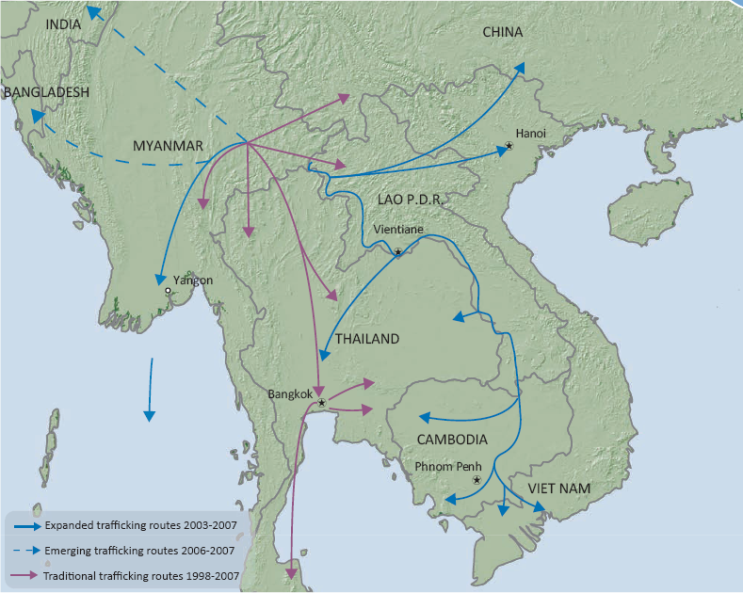 INDIA
CHINA
BANGLADESH
MYANMAR
Hanoi
LAO P.D.R.
Vientiane
Yangon
THAILAND
Bangkok
CAMBODIA
Phnom Penh
VIET NAM
Expanded trafficking routes 2003-2007
Emerging trafficking routes 2006-2007
Traditional trafficking routes 1998-2007